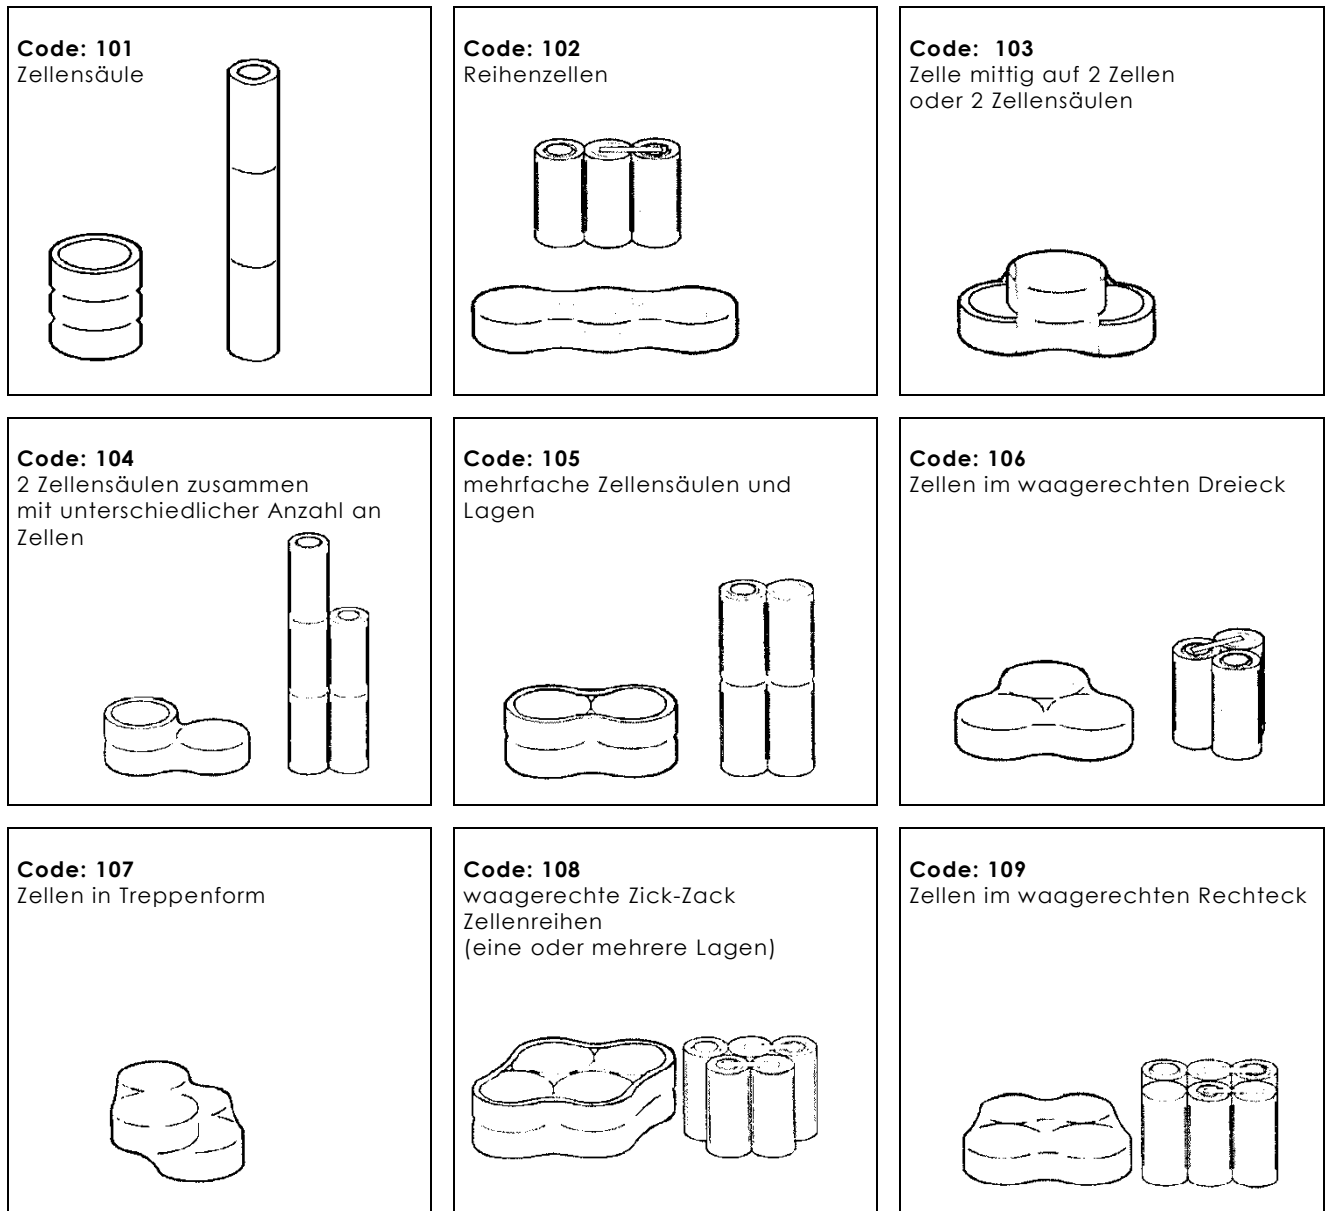 Code: 101
Zellensäule
Code: 102
Reihenzellen
Code: 103
Zelle mittig auf 2 Zellen
oder 2 Zellensäulen
Code: 104
2 Zellensäulen zusammen
mit unterschiedlicher Anzahl an
Zellen
Code: 105
mehrfache Zellensäulen und
Lagen
Code: 106
Zellen im waagerechten Dreieck
Code: 107
Zellen in Treppenform
Code: 108
waagerechte Zick-Zack
Zellenreihen
(eine oder mehrere Lagen)
Code: 109
Zellen im waagerechten Rechteck